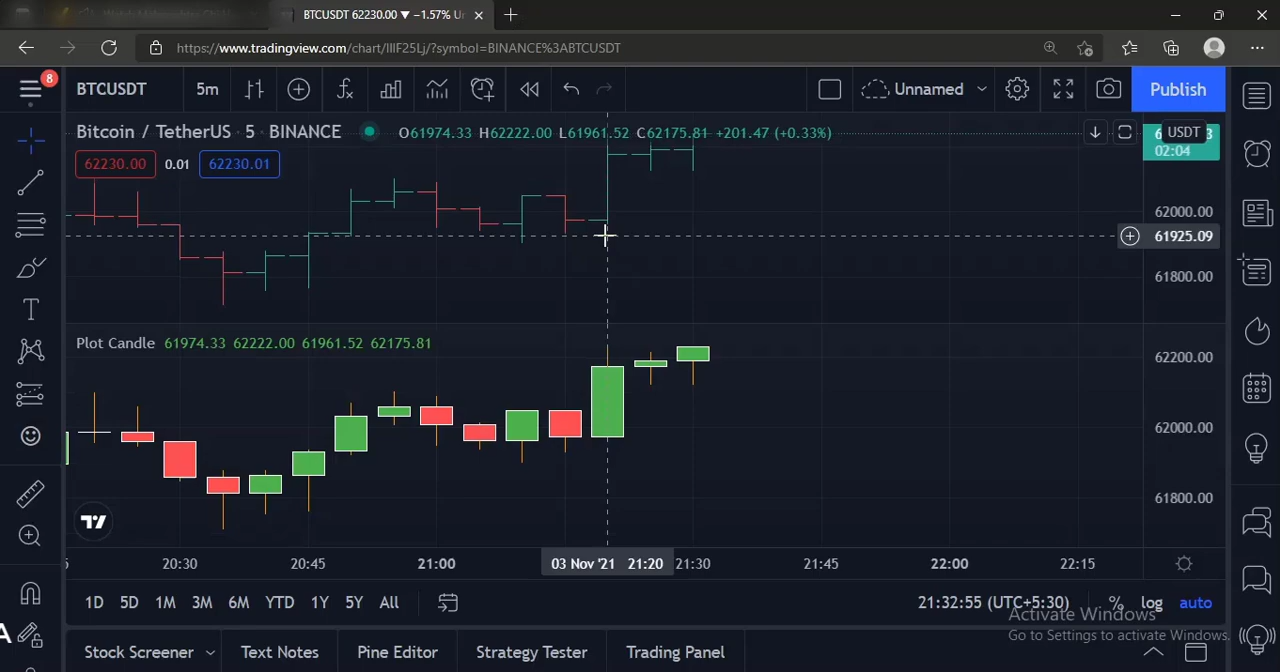 BTCUSDT 62230.00 ▼ −1.57% Ur
https://www.tradingview.com/chart/IIIF25Lj/?symbol=BINANCE%3ABTCUSDT
8
BTCUSDT 5m Unnamed Publish
Bitcoin / TetherUS · 5 · BINANCE O61974.33 H62222.00 L61961.52 C62175.81 +201.47 (+0.33%)
USDT
02:04
62230.00 0.01 62230.01
62000.00
61925.09
61800.00
Plot Candle 61974.33 62222.00 61961.52 62175.81
62200.00
62000.00
61800.00
20:30 20:45 21:00 03 Nov '21 21:20 21:30 21:45 22:00 22:15
1D 5D 1M 3M 6M YTD 1Y 5Y All 21:32:55 (UTC+5:30) % log auto
Activate Windows
Go to Settings to activate Windows.
A
Stock Screener Text Notes Pine Editor Strategy Tester Trading Panel